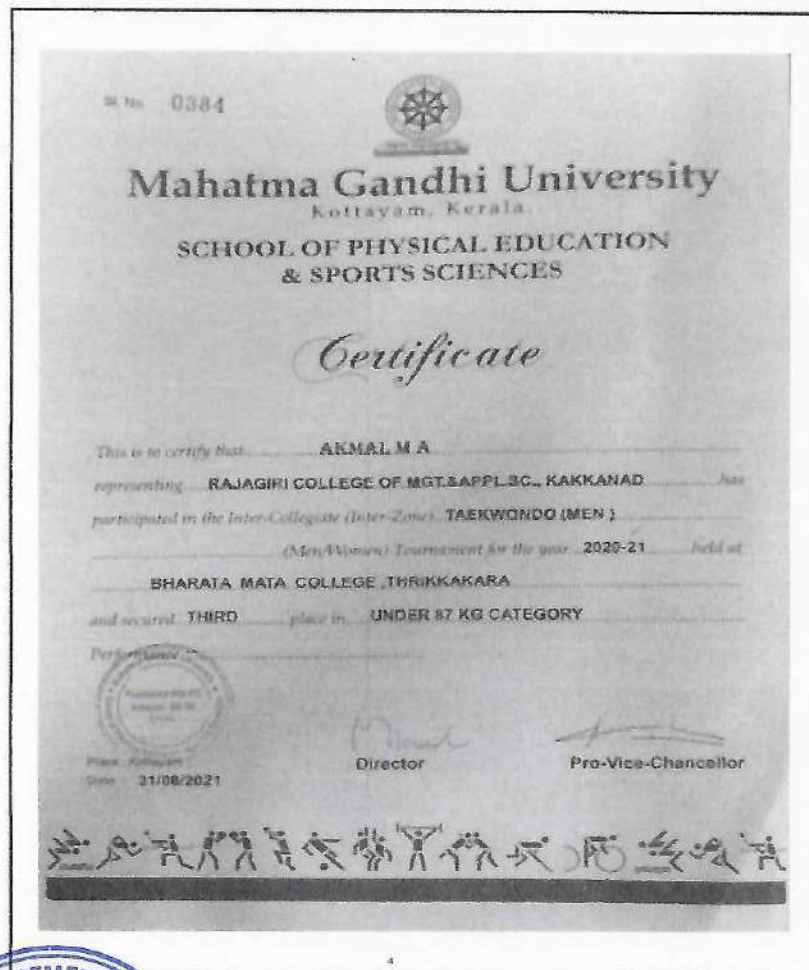 Sl. No 0384
Mahatma Gandhi University
Kottayam, Kerala
SCHOOL OF PHYSICAL EDUCATION
& SPORTS SCIENCES
Certificate
This is to certify that AKMAL M A
representing RAJAGIRI COLLEGE OF MGT.&APPL.SC., KAKKANAD has
participated in the Inter-Collegiate (Inter-Zone) TAEKWONDO (MEN )
(Men/Women) Tournament for the year 2020-21 held at
BHARATA MATA COLLEGE ,THRIKKAKARA
and secured THIRD place in UNDER 87 KG CATEGORY
Performance
Place Kottayam
Director Pro-Vice-Chancellor
Date 31/08/2021
4